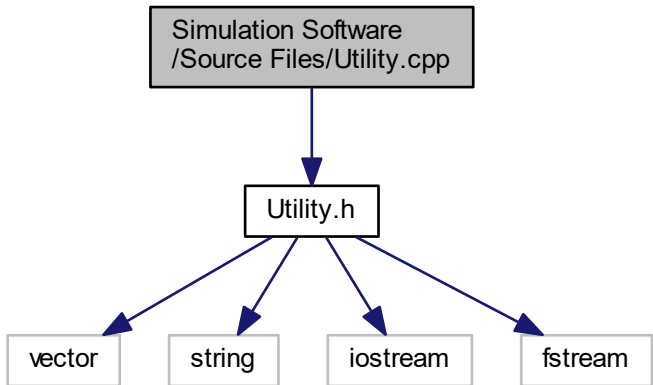 Simulation Software
/Source Files/Utility.cpp
Utility.h
vector
string
iostream
fstream